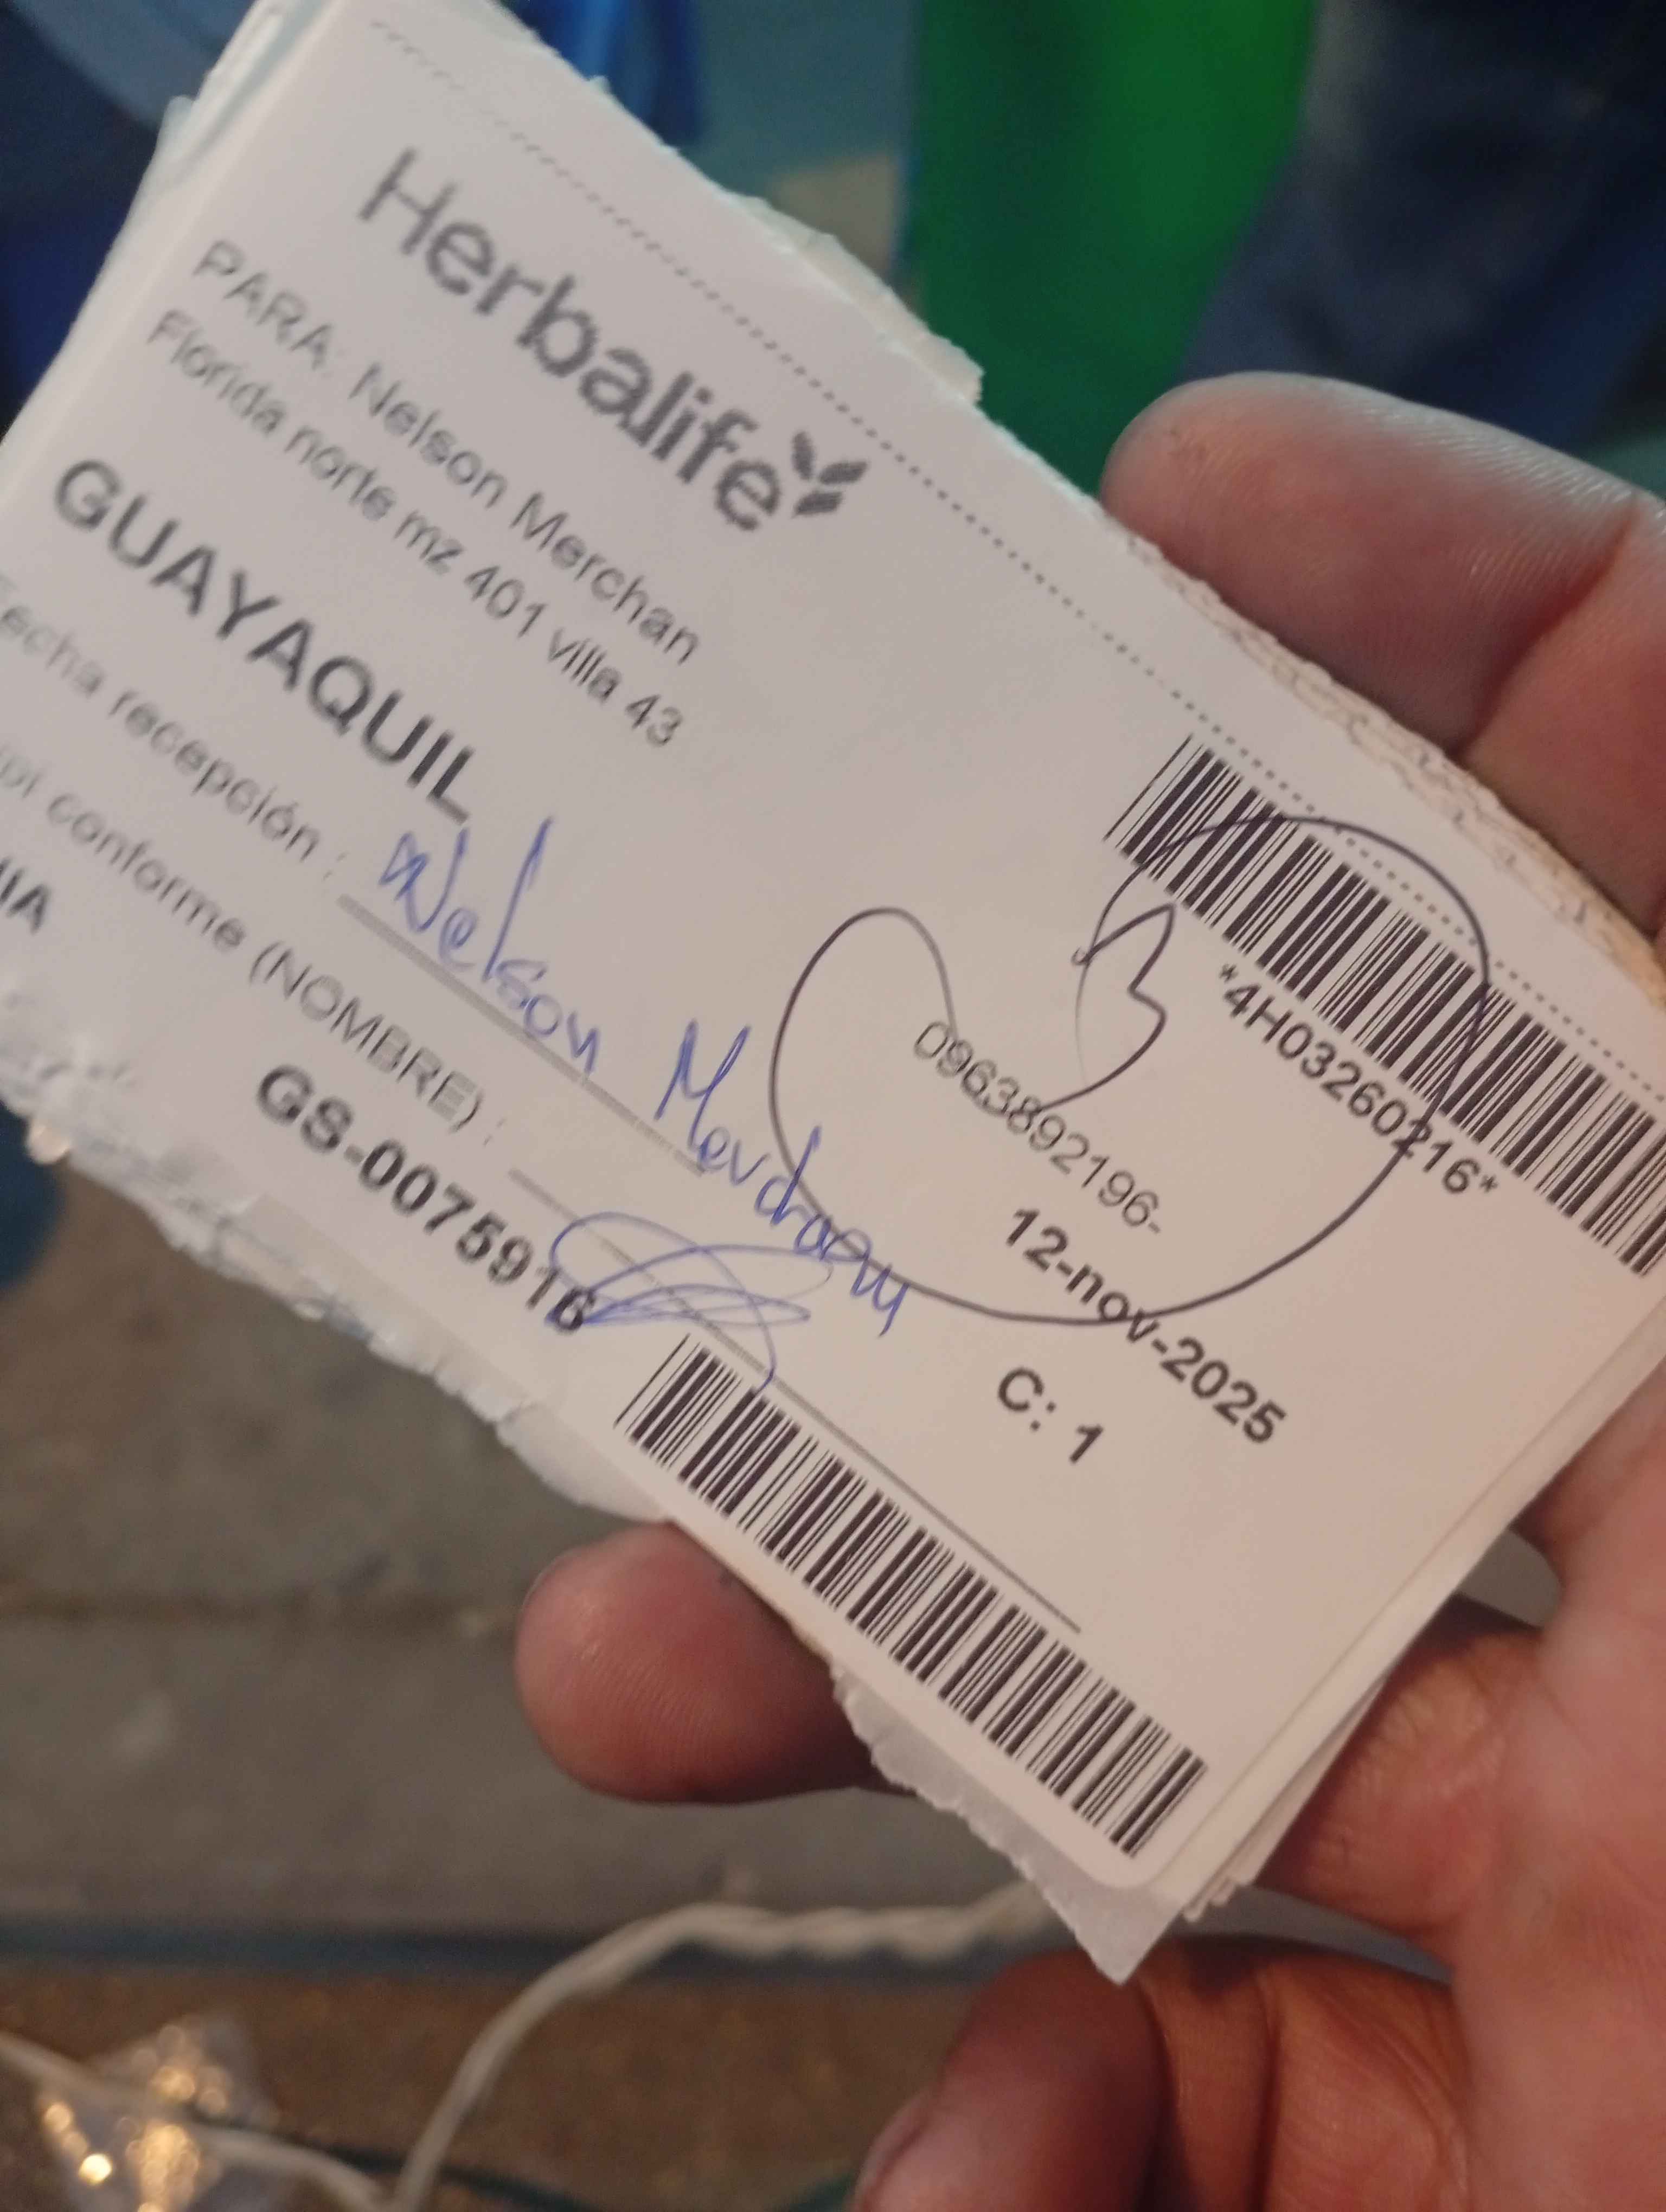 Herbalife
PARA: Nelson Merchan
Florida norte mz 401 villa 43
GUAYAQUIL
*4H03260216*
0963892196-
12-nov-2025
Fecha recepción :
Nelson Merchan
C: 1
conforme (NOMBRE) :
GS-0075916